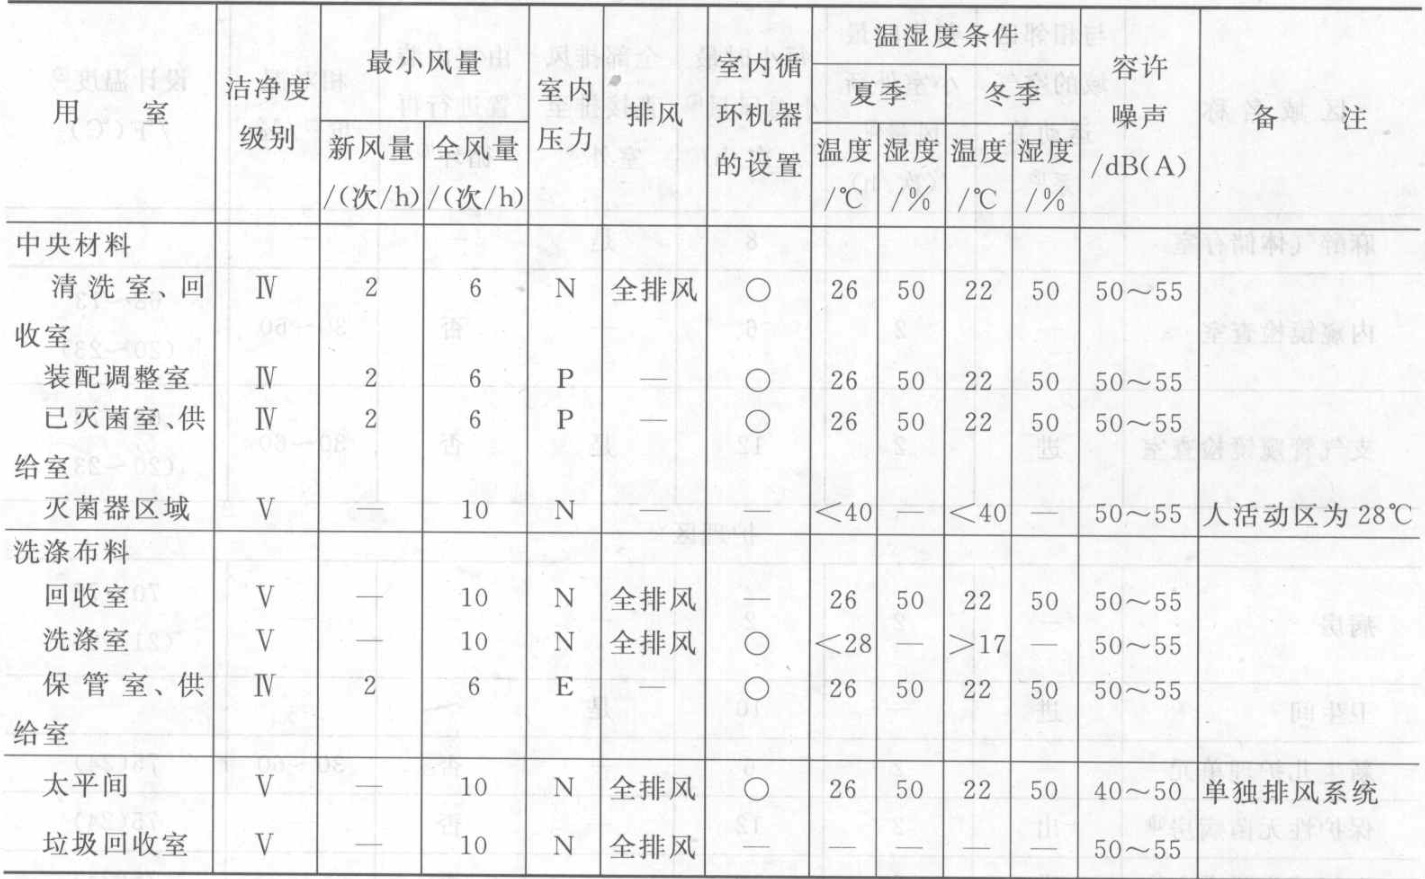 用 室 洁净度级别 最小风量 室内压力 排风 室内循环机器的设置 温湿度条件 容许噪声/dB(A) 备 注
新风量/(次/h) 全风量/(次/h) 夏季 冬季
温度/℃ 湿度/% 温度/℃ 湿度/%
中央材料
清洗室、回收室 Ⅳ 2 6 N 全排风 ○ 26 50 22 50 50～55
装配调整室 Ⅳ 2 6 P — ○ 26 50 22 50 50～55
已灭菌室、供给室 Ⅳ 2 6 P — ○ 26 50 22 50 50～55
灭菌器区域 Ⅴ — 10 N — — <40 — <40 — 50～55 人活动区为28℃
洗涤布料
回收室 Ⅴ — 10 N 全排风 — 26 50 22 50 50～55
洗涤室 Ⅴ — 10 N 全排风 ○ <28 — >17 — 50～55
保管室、供给室 Ⅳ 2 6 E — ○ 26 50 22 50 50～55
太平间 Ⅴ — 10 N 全排风 ○ 26 50 22 50 40～50 单独排风系统
垃圾回收室 Ⅴ — 10 N 全排风 — — — — — 50～55